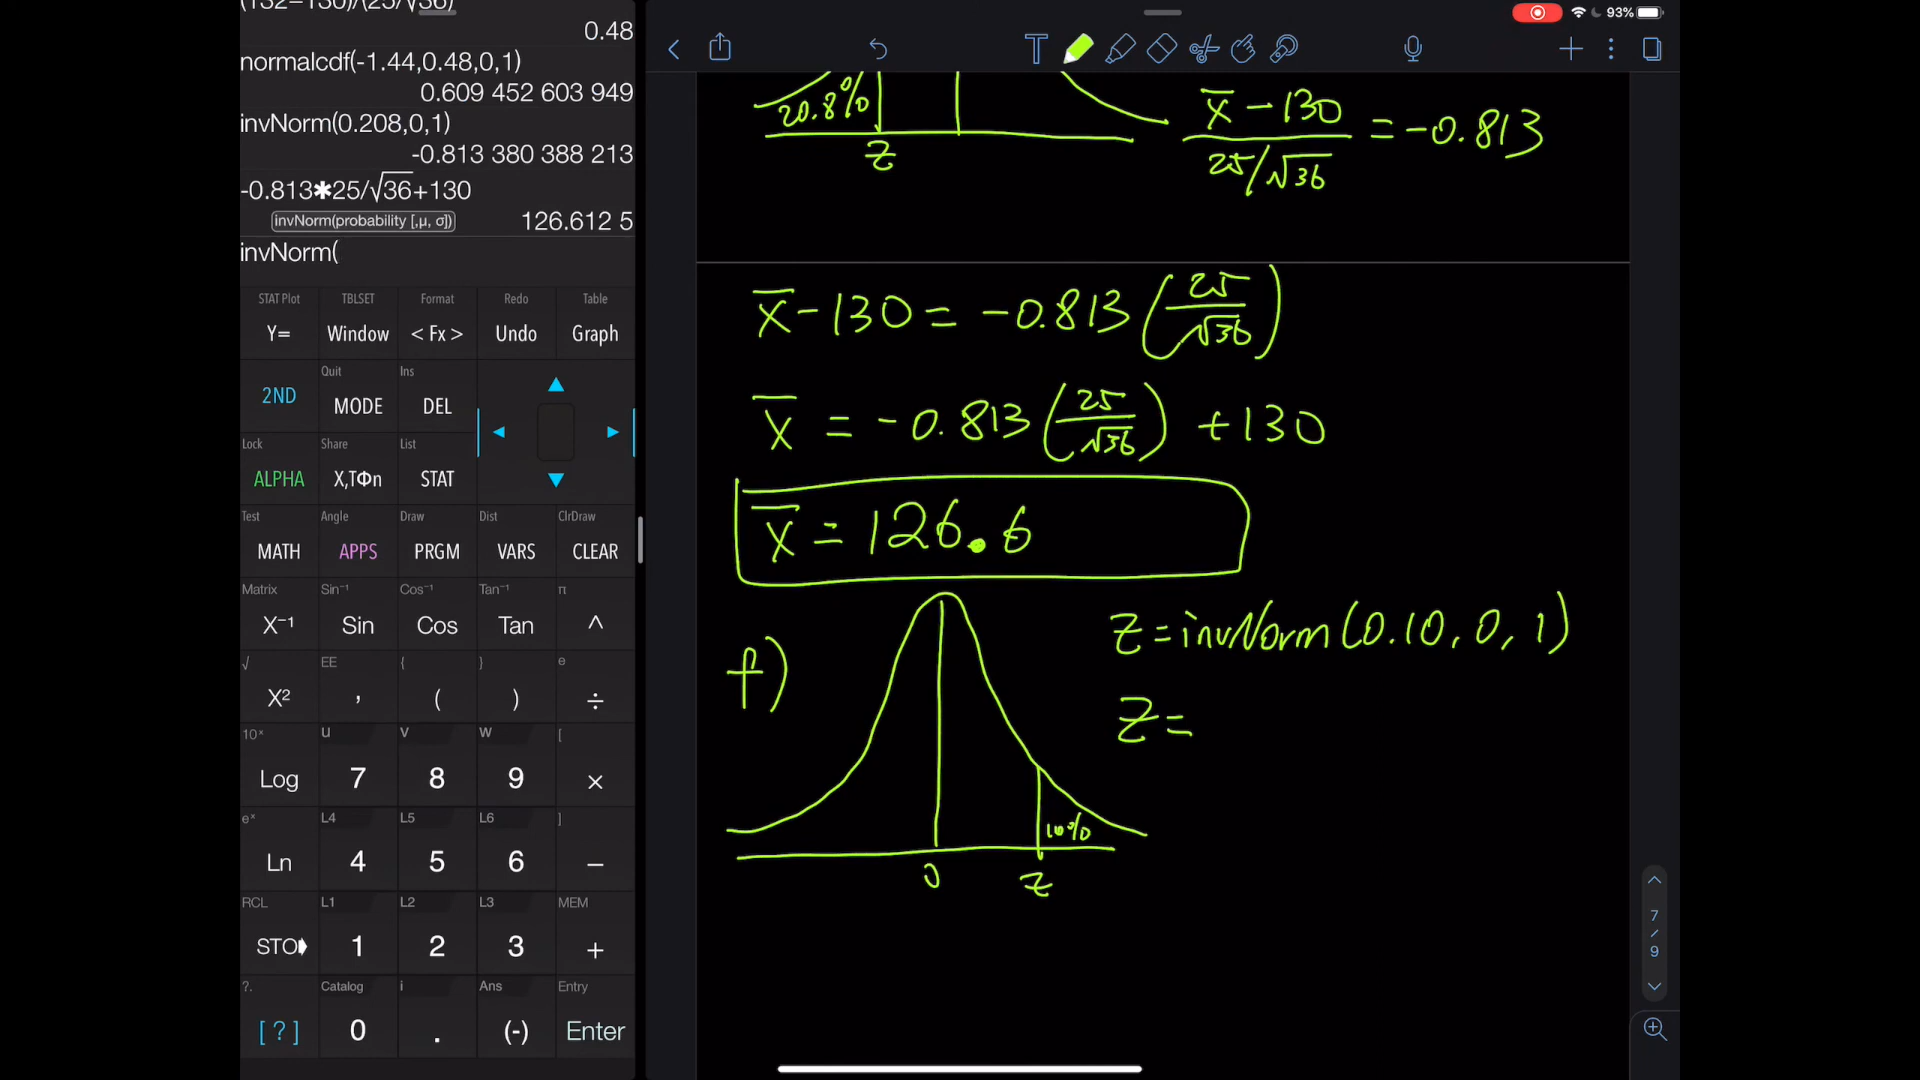 (132−130)/(25/√36)
0.48
normalcdf(-1.44,0.48,0,1)
0.609 452 603 949
invNorm(0.208,0,1)
-0.813 380 388 213
-0.813✱25/√36+130
invNorm(probability [,μ, σ])
126.612 5
invNorm(
STAT Plot TBLSET Format Redo Table
Y= Window < Fx > Undo Graph
Quit Ins
2ND MODE DEL
Lock Share List
ALPHA X,TΦn STAT
Test Angle Draw Dist ClrDraw
MATH APPS PRGM VARS CLEAR
Matrix Sin⁻¹ Cos⁻¹ Tan⁻¹ π
X⁻¹ Sin Cos Tan ^
√ EE { } e
X² , ( ) ÷
10ˣ U V W [
Log 7 8 9 ×
eˣ L4 L5 L6 ]
Ln 4 5 6 −
RCL L1 L2 L3 MEM
STO 1 2 3 +
?. Catalog i Ans Entry
[ ? ] 0 . (-) Enter
93%
T
20.8%
Z
x̅ − 130 / 25/√36 = −0.813
x̅ − 130 = −0.813 (25/√36)
x̅ = −0.813 (25/√36) + 130
x̅ = 126.6
f)
Z = invNorm(0.10, 0, 1)
Z =
10%
0 Z
7
/
9